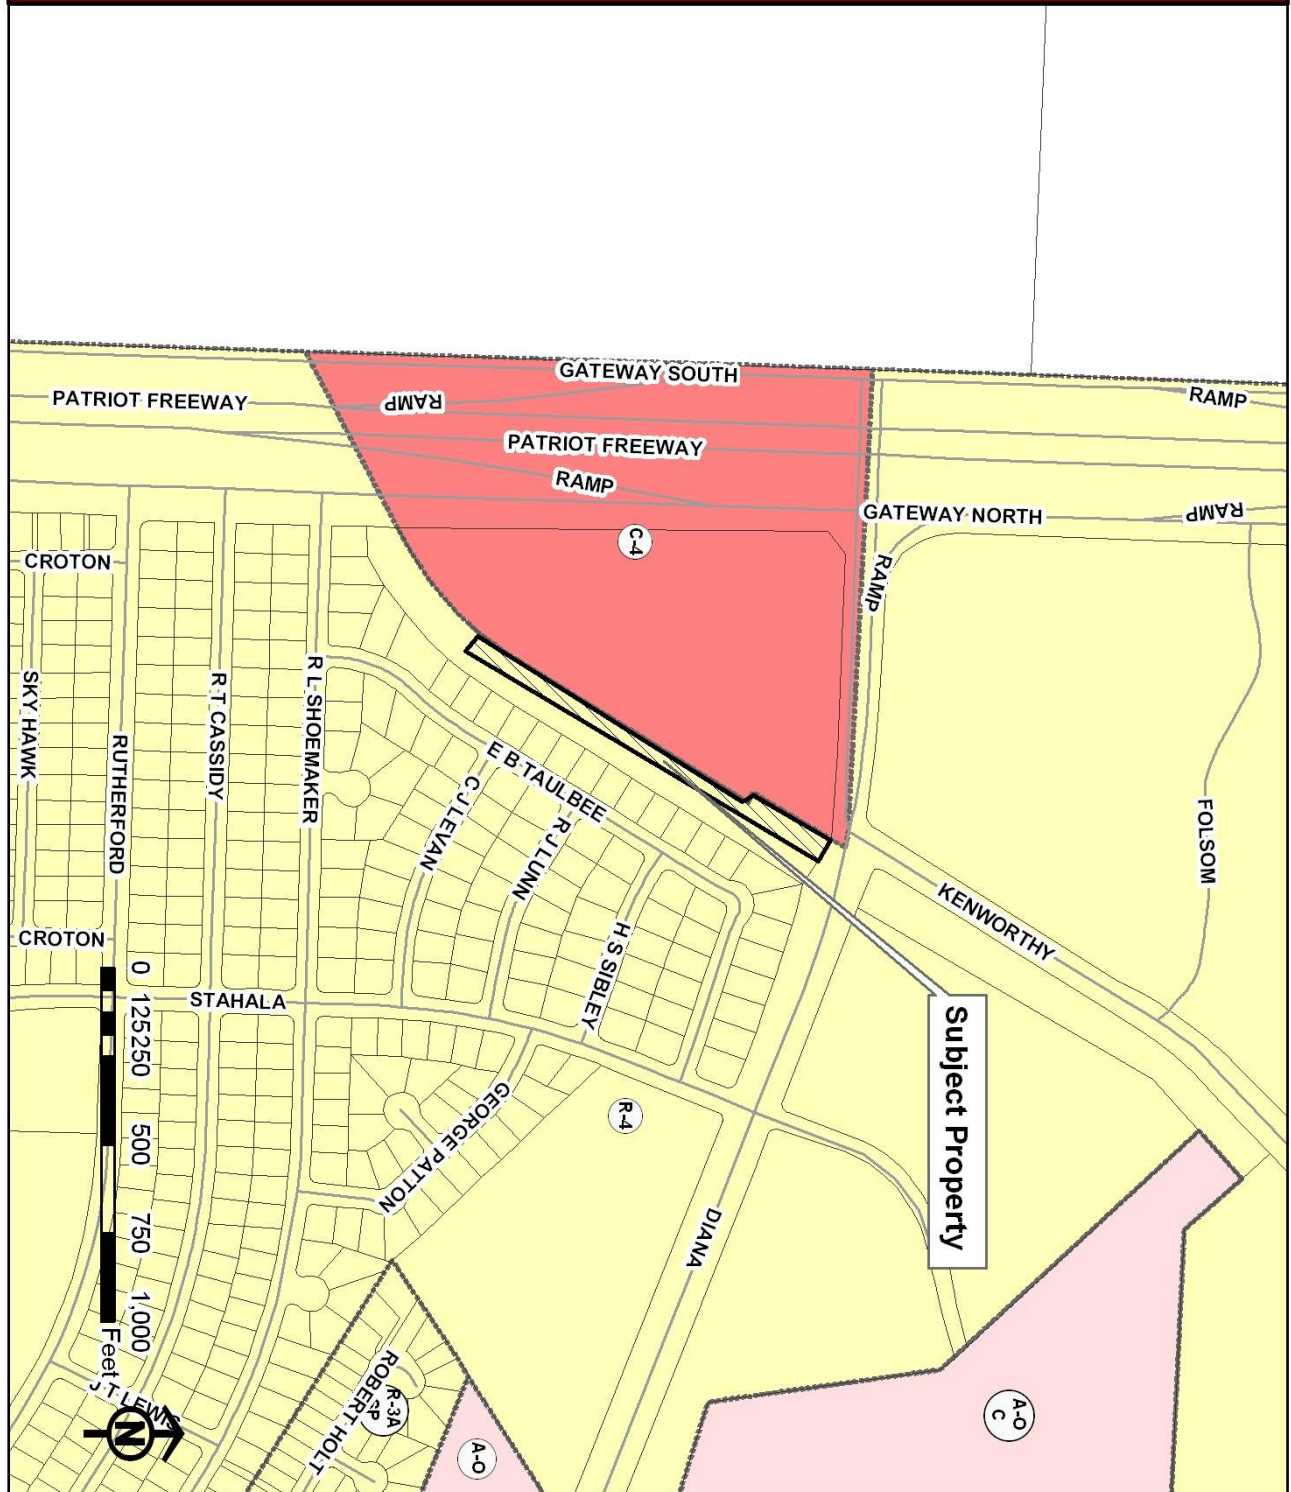 GATEWAY SOUTH
RAMP
PATRIOT FREEWAY
RAMP
PATRIOT FREEWAY
RAMP
GATEWAY NORTH
RAMP
C-4
RAMP
CROTON
SKY HAWK
RUTHERFORD
R T CASSIDY
R L SHOEMAKER
E B TAULBEE
C J LEVAN
R J LUNN
H S SIBLEY
KENWORTHY
FOLSOM
CROTON
STAHALA
Subject Property
GEORGE PATTON
R-4
DIANA
0 125 250 500 750 1,000
Feet
J T LEWIS
N
ROBERT HOLT
R-3A
SP
A-O
A-O
C